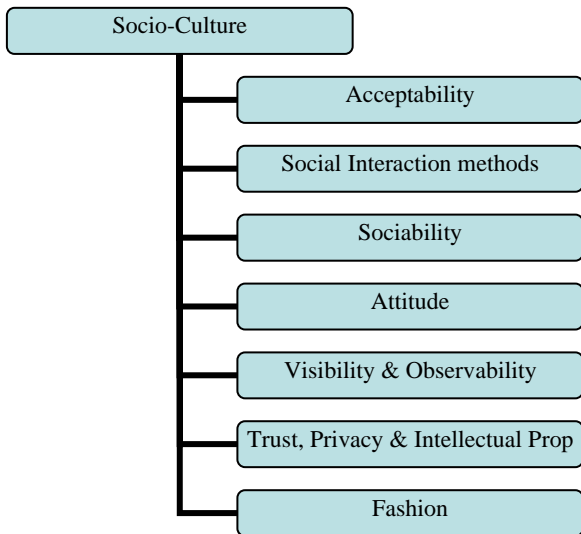 Socio-Culture
Acceptability
Social Interaction methods
Sociability
Attitude
Visibility & Observability
Trust, Privacy & Intellectual Prop
Fashion